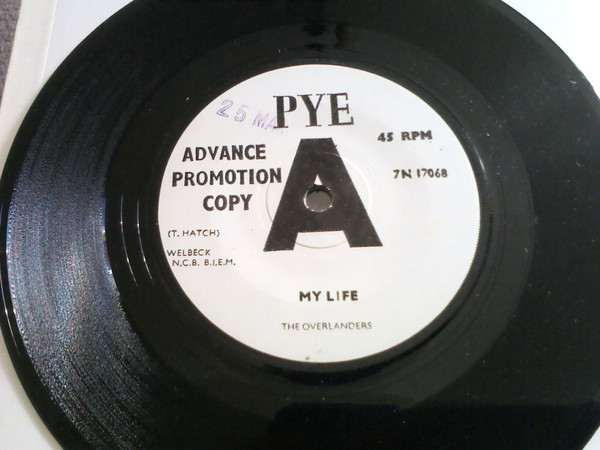 25 MA
PYE
45 RPM
ADVANCE
PROMOTION
COPY
A
7N 17068
(T. HATCH)
WELBECK
N,C.B. B.I,E.M.
MY LIFE
THE OVERLANDERS